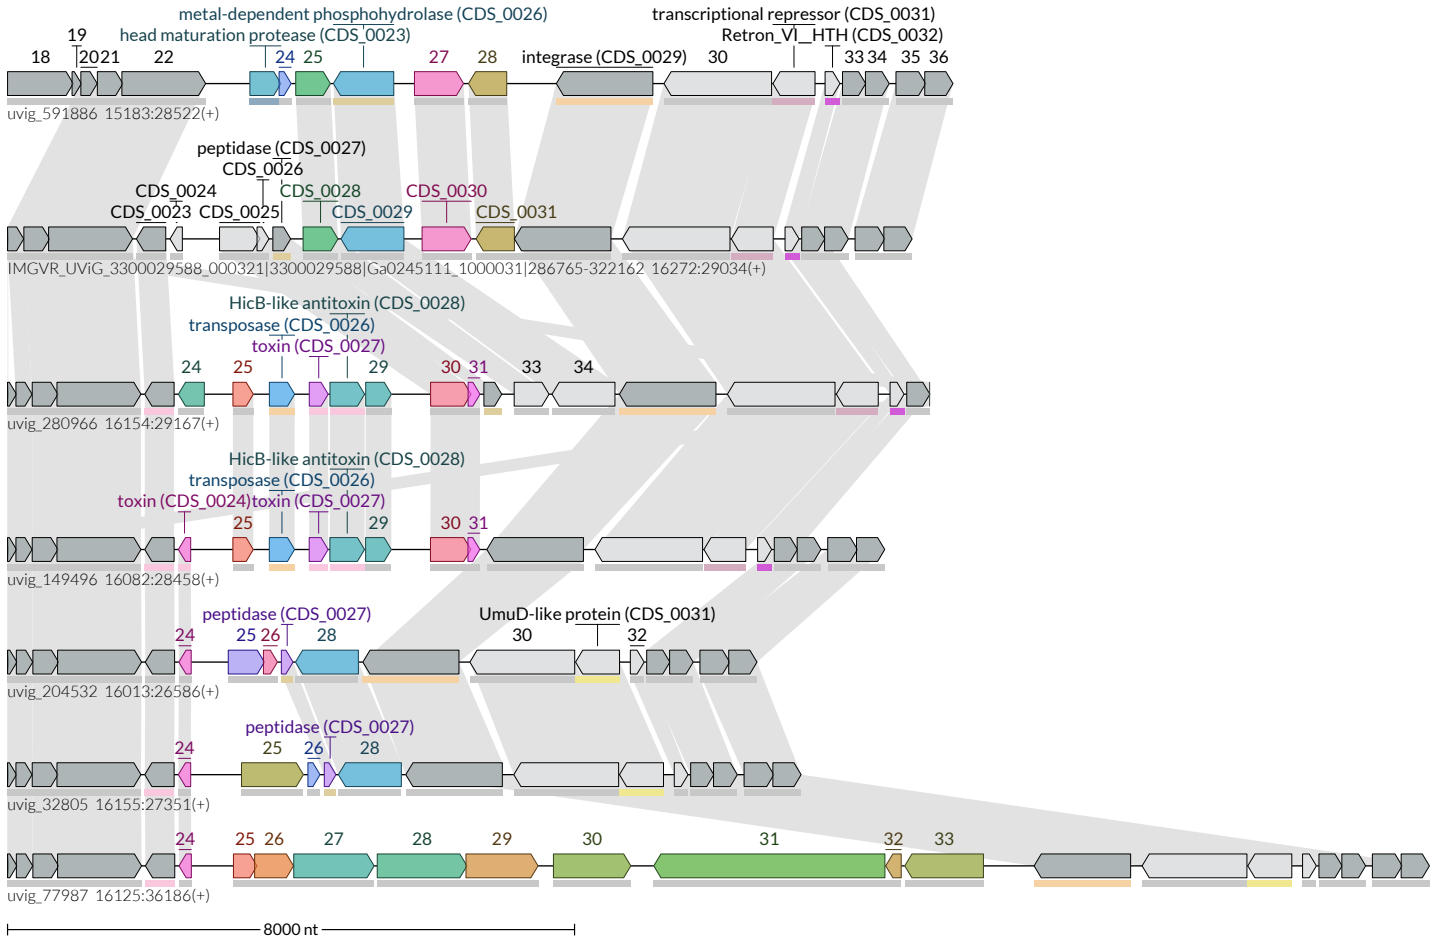 metal-dependent phosphohydrolase (CDS_0026) transcriptional repressor (CDS_0031)
19 head maturation protease (CDS_0023) Retron_VI__HTH (CDS_0032)
18 20 21 22 24 25 27 28 integrase (CDS_0029) 30 33 34 35 36
uvig_591886 15183:28522(+)
peptidase (CDS_0027)
CDS_0026
CDS_0024 CDS_0028 CDS_0030
CDS_0023 CDS_0025 CDS_0029 CDS_0031
IMGVR_UViG_3300029588_000321|3300029588|Ga0245111_1000031|286765-322162 16272:29034(+)
HicB-like antitoxin (CDS_0028)
transposase (CDS_0026)
toxin (CDS_0027)
24 25 29 30 31 33 34
uvig_280966 16154:29167(+)
HicB-like antitoxin (CDS_0028)
transposase (CDS_0026)
toxin (CDS_0024) toxin (CDS_0027)
25 29 30 31
uvig_149496 16082:28458(+)
peptidase (CDS_0027) UmuD-like protein (CDS_0031)
24 25 26 28 30 32
uvig_204532 16013:26586(+)
peptidase (CDS_0027)
24 25 26 28
uvig_32805 16155:27351(+)
24 25 26 27 28 29 30 31 32 33
uvig_77987 16125:36186(+)
8000 nt